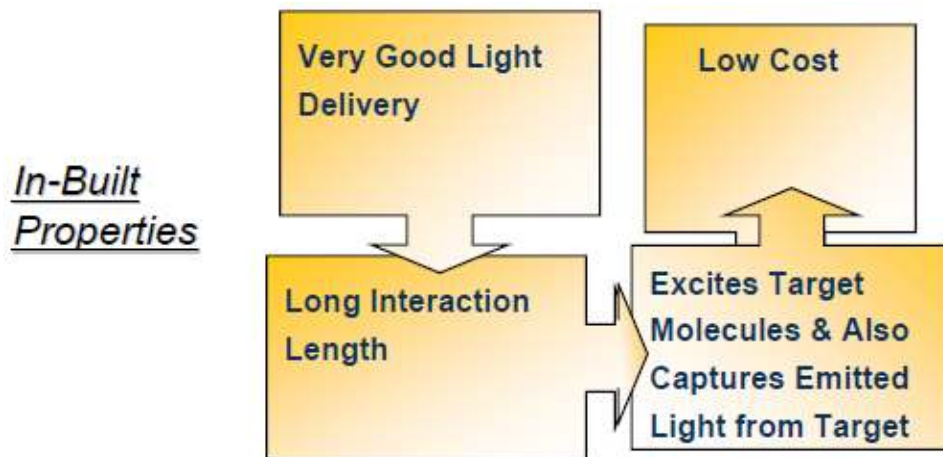 In-Built
Properties
Very Good Light
Delivery
Long Interaction
Length
Excites Target
Molecules & Also
Captures Emitted
Light from Target
Low Cost